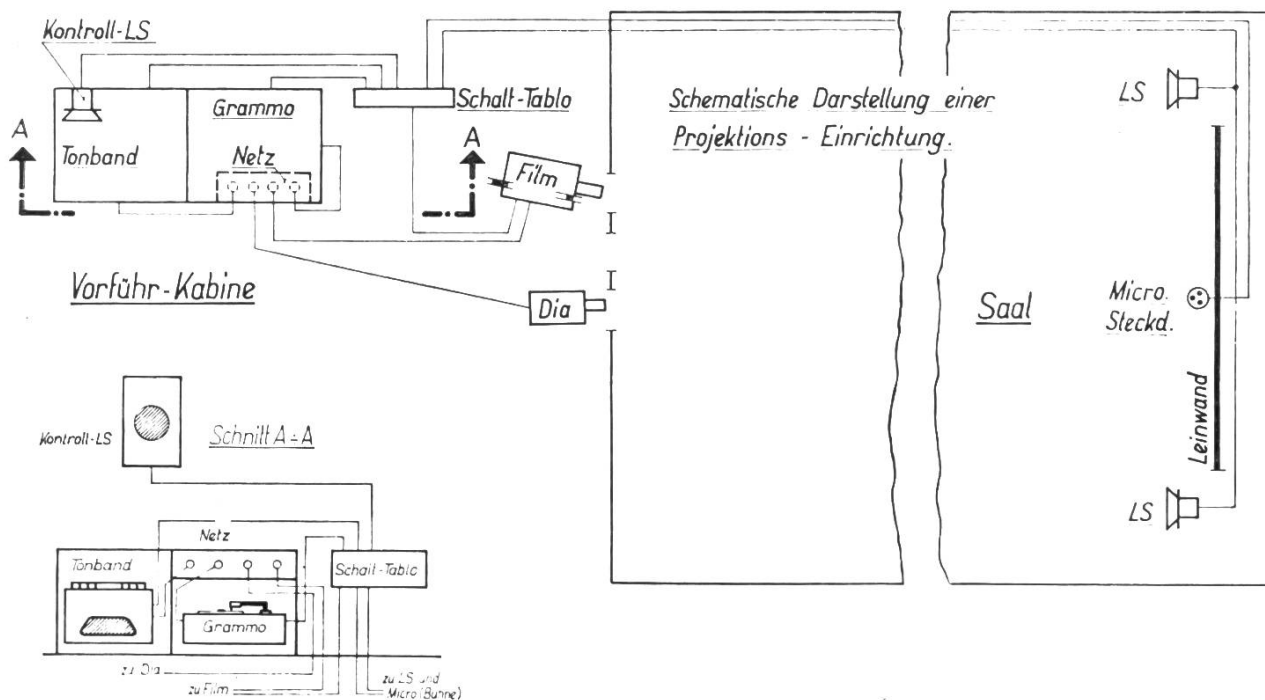 Kontroll-LS
Schalt-Tablo
Grammo
A
Tonband
Netz
A
Film
Schematische Darstellung einer
Projektions - Einrichtung.
LS
Vorführ-Kabine
Dia
Saal
Micro.
Steckd.
Leinwand
LS
Kontroll-LS
Schnitt A-A
Netz
Tonband
Schalt-Tablo
Grammo
zu Dia
zu Film
zu LS und
Micro (Bühne)